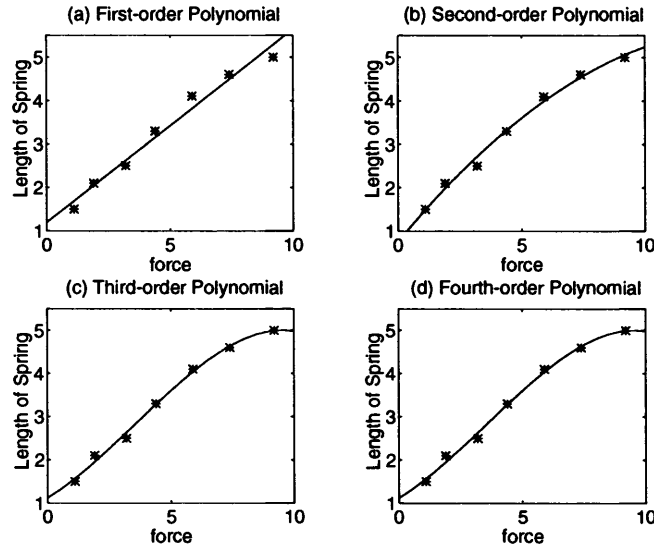 (a) First-order Polynomial
Length of Spring
5
4
3
2
1
0
5
10
force
(b) Second-order Polynomial
Length of Spring
5
4
3
2
1
0
5
10
force
(c) Third-order Polynomial
Length of Spring
5
4
3
2
1
0
5
10
force
(d) Fourth-order Polynomial
Length of Spring
5
4
3
2
1
0
5
10
force